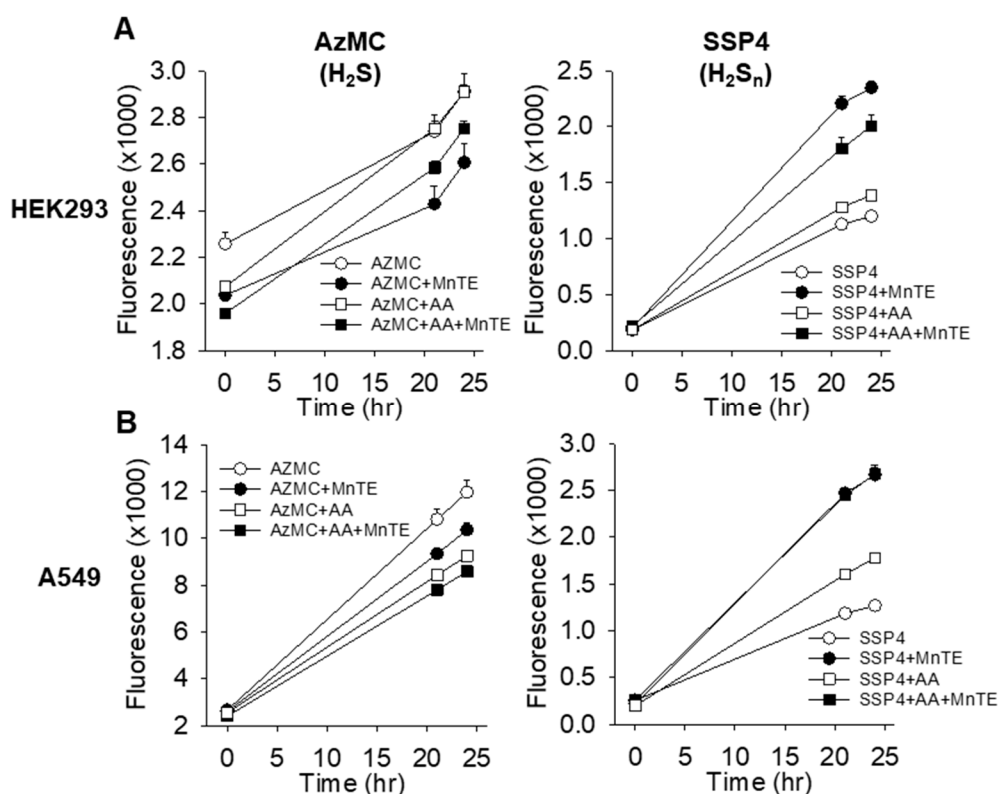 A
AzMC
(H₂S)
SSP4
(H₂Sₙ)
HEK293
Fluorescence (x1000)
3.0
2.8
2.6
2.4
2.2
2.0
1.8
AZMC
AZMC+MnTE
AzMC+AA
AzMC+AA+MnTE
0 5 10 15 20 25
Time (hr)
Fluorescence (x1000)
2.5
2.0
1.5
1.0
0.5
0.0
SSP4
SSP4+MnTE
SSP4+AA
SSP4+AA+MnTE
0 5 10 15 20 25
Time (hr)
B
A549
Fluorescence (x1000)
14
12
10
8
6
4
2
AZMC
AZMC+MnTE
AzMC+AA
AzMC+AA+MnTE
0 5 10 15 20 25
Time (hr)
Fluorescence (x1000)
3.0
2.5
2.0
1.5
1.0
0.5
0.0
SSP4
SSP4+MnTE
SSP4+AA
SSP4+AA+MnTE
0 5 10 15 20 25
Time (hr)